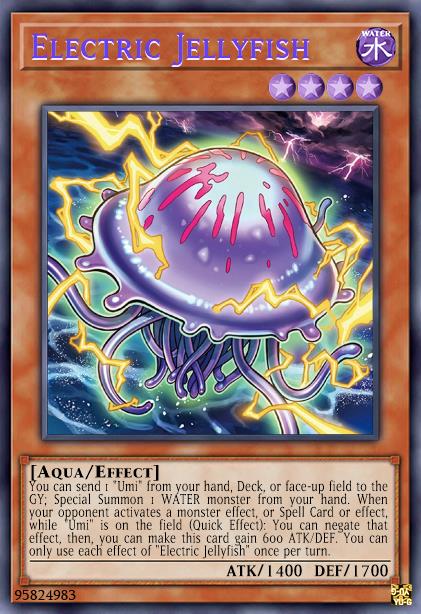 Electric Jellyfish
WATER
水
[Aqua/Effect]
You can send 1 "Umi" from your hand, Deck, or face-up field to the
GY; Special Summon 1 WATER monster from your hand. When
your opponent activates a monster effect, or Spell Card or effect,
while "Umi" is on the field (Quick Effect): You can negate that
effect, then, you can make this card gain 600 ATK/DEF. You can
only use each effect of "Electric Jellyfish" once per turn.
ATK/1400 DEF/1700
95824983